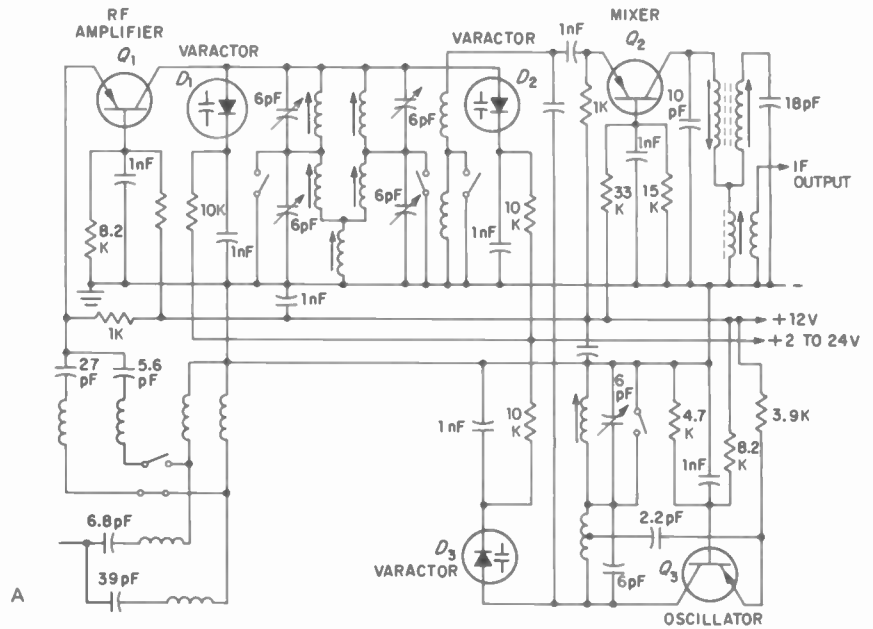 RF
AMPLIFIER
Q1
VARACTOR
D1
6pF
6pF
VARACTOR
D2
1nF
MIXER
Q2
1K
10
pF
18pF
1nF
8.2
K
10K
1nF
6pF
6pF
10
K
1nF
1nF
33
K
15
K
IF
OUTPUT
1nF
1K
-
+12V
+2 TO 24V
27
pF
5.6
pF
1nF
10
K
6
pF
4.7
K
8.2
K
3.9K
1nF
6.8pF
39pF
D3
VARACTOR
2.2pF
6pF
Q3
OSCILLATOR
A